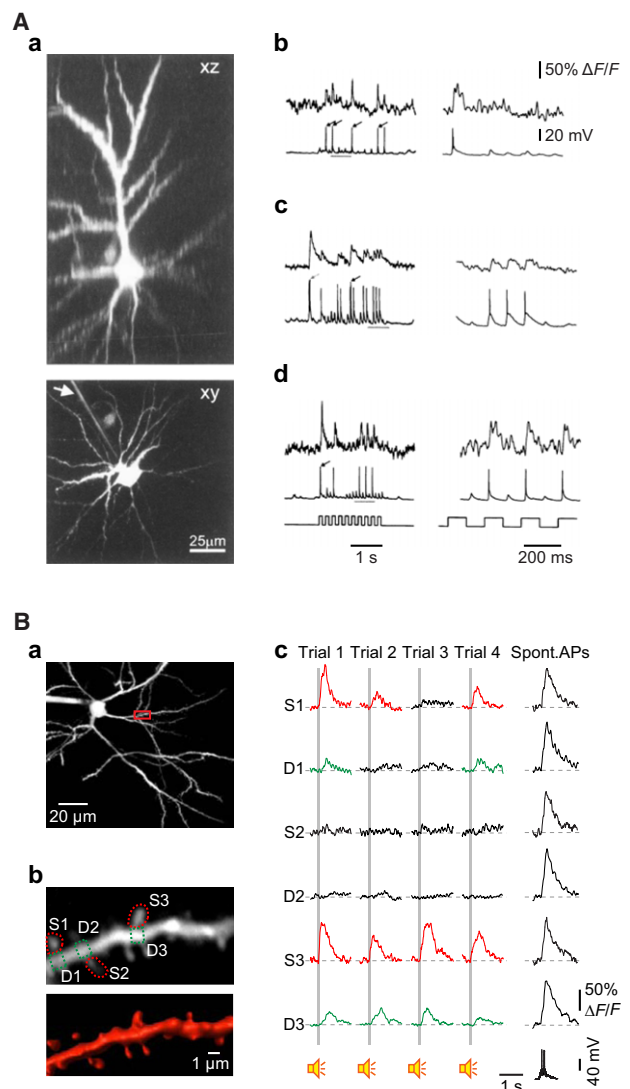 A
a
xz
xy
25μm
b
50% ΔF/F
20 mV
c
d
1 s
200 ms
B
a
20 μm
b
S1
D2
S3
D1
S2
D3
1 μm
c
Trial 1 Trial 2 Trial 3 Trial 4 Spont.APs
S1
D1
S2
D2
S3
D3
50%
ΔF/F
1 s
40 mV